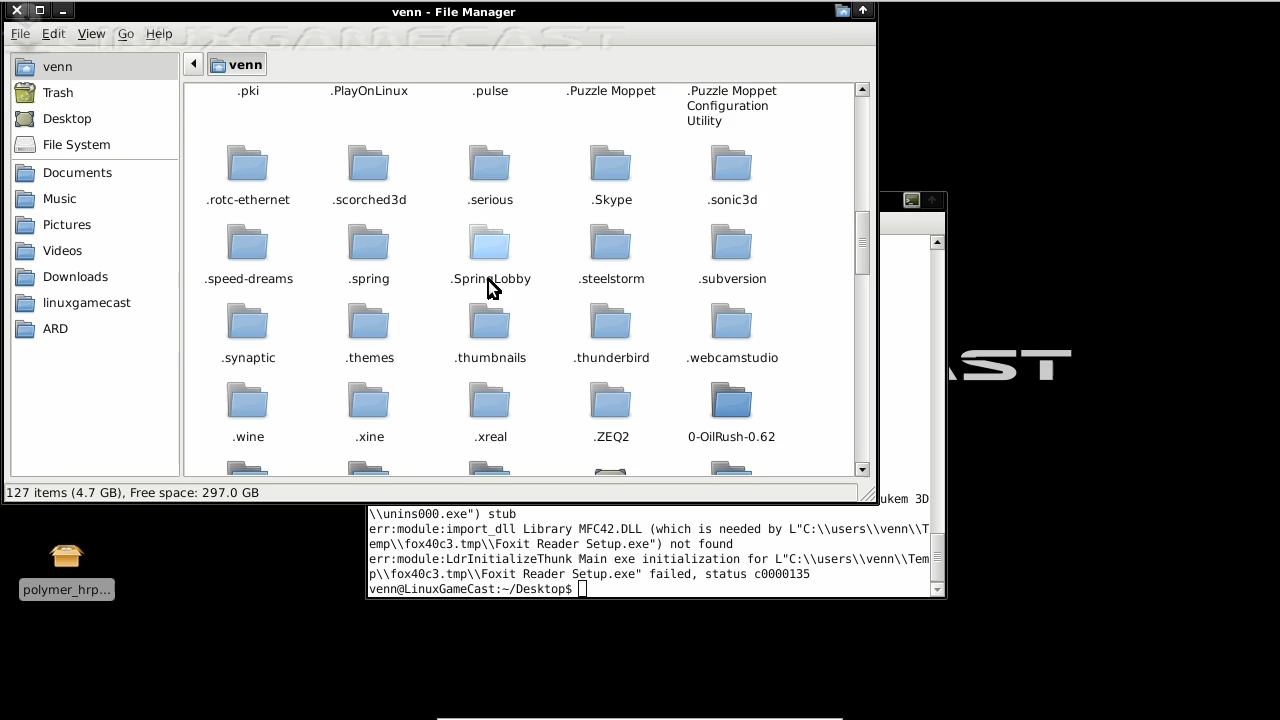 venn - File Manager
LINUXGAMECAST
File Edit View Go Help
venn
venn
Trash
Desktop
File System
Documents
Music
Pictures
Videos
Downloads
linuxgamecast
ARD
.pki .PlayOnLinux .pulse .Puzzle Moppet .Puzzle Moppet
Configuration
Utility
.rotc-ethernet .scorched3d .serious .Skype .sonic3d
.speed-dreams .spring .SpringLobby .steelstorm .subversion
.synaptic .themes .thumbnails .thunderbird .webcamstudio
.wine .xine .xreal .ZEQ2 0-OilRush-0.62
127 items (4.7 GB), Free space: 297.0 GB
AST
ukem 3D
\\unins000.exe") stub
err:module:import_dll Library MFC42.DLL (which is needed by L"C:\\users\\venn\\T
emp\\fox40c3.tmp\\Foxit Reader Setup.exe") not found
err:module:LdrInitializeThunk Main exe initialization for L"C:\\users\\venn\\Tem
p\\fox40c3.tmp\\Foxit Reader Setup.exe" failed, status c0000135
venn@LinuxGameCast:~/Desktop$
polymer_hrp...